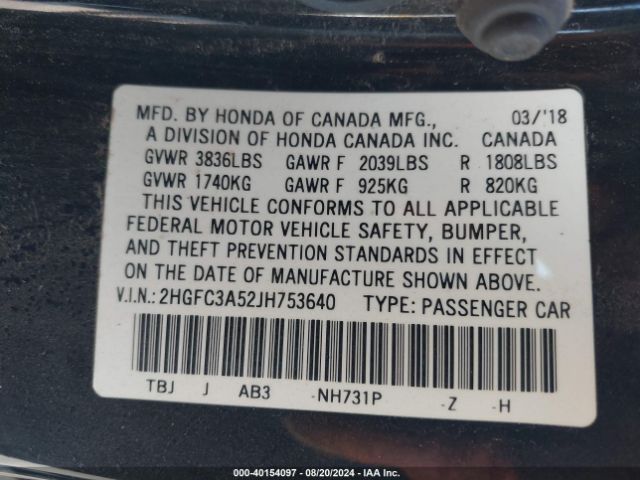 MFD. BY HONDA OF CANADA MFG., 03/'18
A DIVISION OF HONDA CANADA INC. CANADA
GVWR 3836LBS GAWR F 2039LBS R 1808LBS
GVWR 1740KG GAWR F 925KG R 820KG
THIS VEHICLE CONFORMS TO ALL APPLICABLE
FEDERAL MOTOR VEHICLE SAFETY, BUMPER,
AND THEFT PREVENTION STANDARDS IN EFFECT
ON THE DATE OF MANUFACTURE SHOWN ABOVE.
V.I.N.: 2HGFC3A52JH753640 TYPE: PASSENGER CAR
TBJ J AB3 -NH731P -Z -H
000-40154097 - 08/20/2024 - IAA Inc.